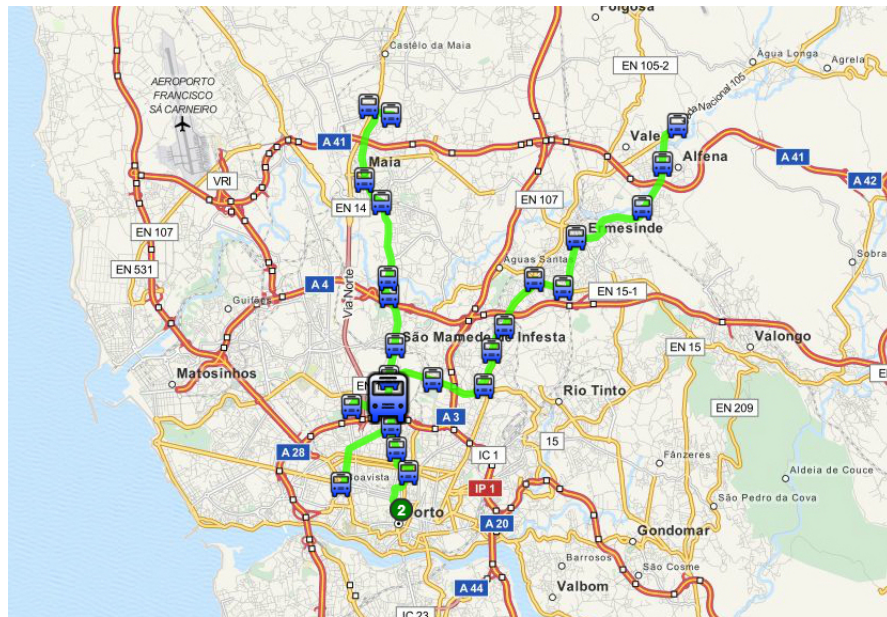 Folgosa
Castêlo da Maia
EN 105-2
Água Longa
Agrela
AEROPORTO
FRANCISCO
SÁ CARNEIRO
Nacional 105
A 41
Vale
Maia
Alfena
A 41
VRI
A 42
EN 14
EN 107
EN 107
Ermesinde
Sobra
EN 531
Águas Santas
A 4
EN 15-1
Via Norte
Guifões
São Mamede de Infesta
EN 15
Valongo
Matosinhos
Rio Tinto
EN 209
A 3
15
A 28
IC 1
Fânzeres
Boavista
Aldeia de Couce
IP 1
São Pedro da Cova
2
Porto
A 20
Gondomar
Barrosos
São Cosme
A 44
Valbom
IC 23